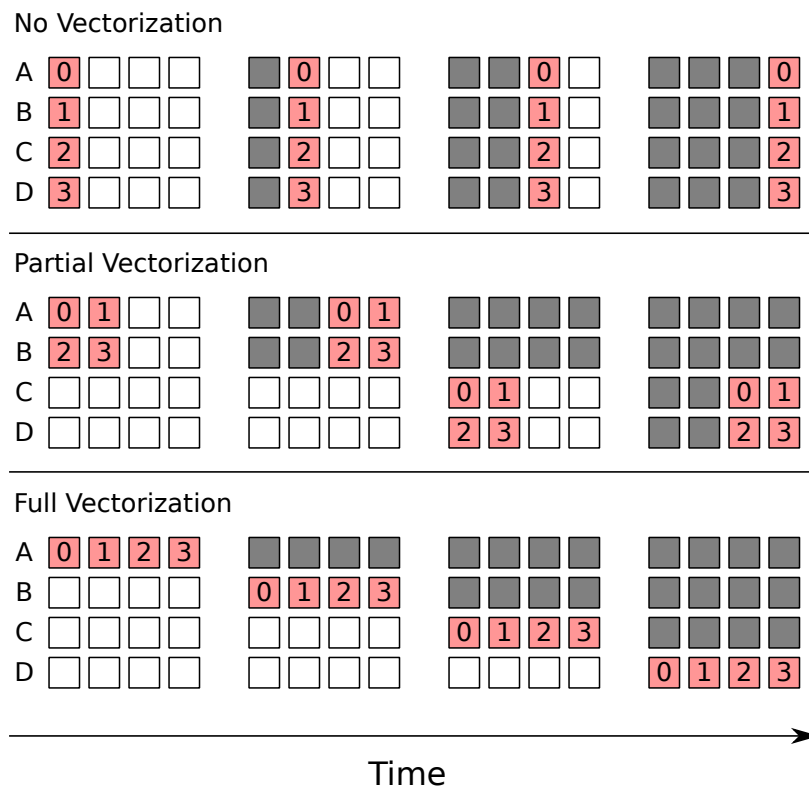 No Vectorization
A 0 0 0 0
B 1 1 1 1
C 2 2 2 2
D 3 3 3 3
Partial Vectorization
A 0 1 0 1
B 2 3 2 3
C 0 1 0 1
D 2 3 2 3
Full Vectorization
A 0 1 2 3
B 0 1 2 3
C 0 1 2 3
D 0 1 2 3
Time